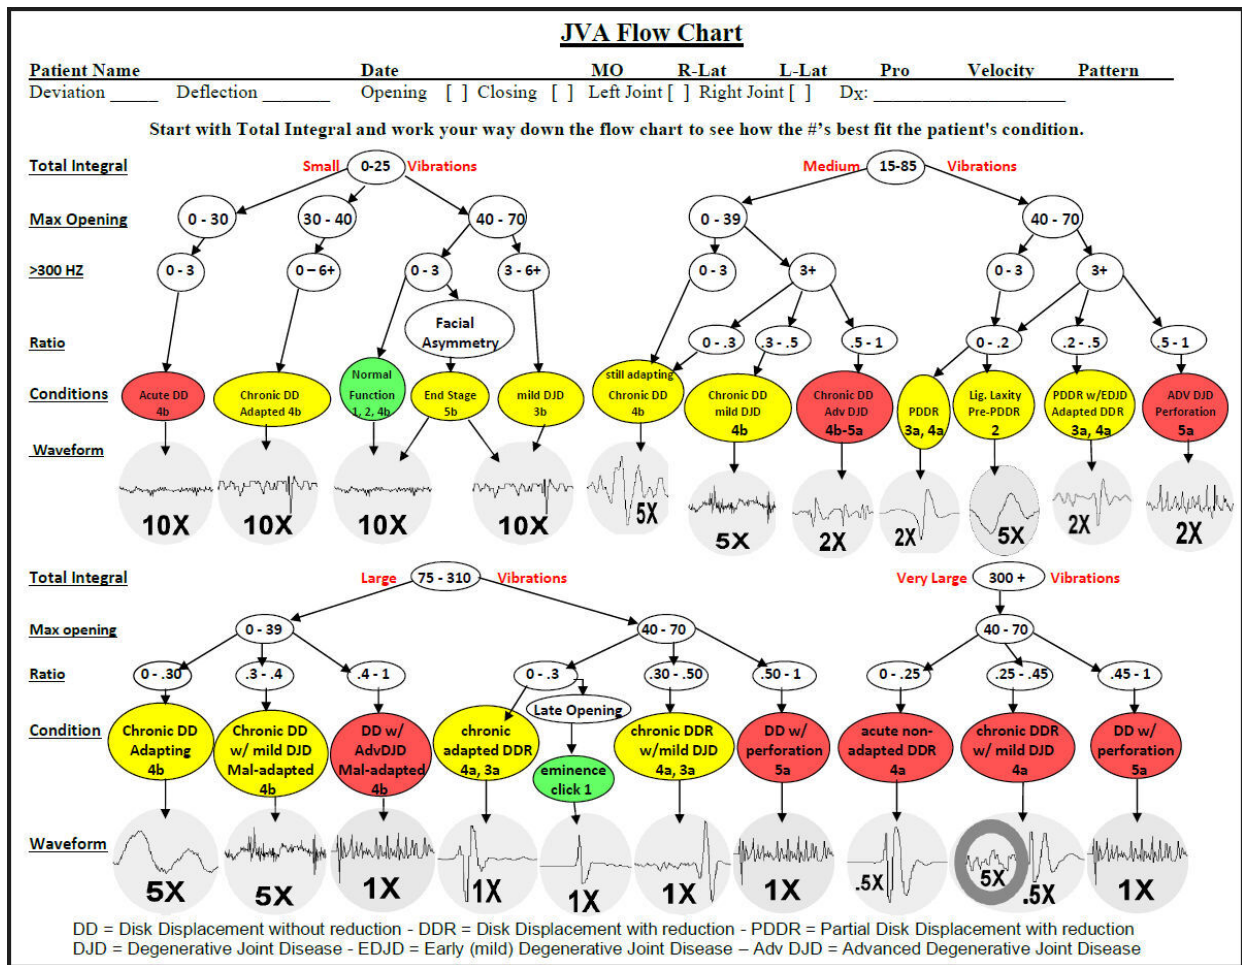 JVA Flow Chart
Patient Name Date MO R-Lat L-Lat Pro Velocity Pattern
Deviation _____ Deflection _______ Opening [ ] Closing [ ] Left Joint [ ] Right Joint [ ] Dx: ____________________
Start with Total Integral and work your way down the flow chart to see how the #'s best fit the patient's condition.
Total Integral Small 0-25 Vibrations Medium 15-85 Vibrations
Max Opening 0 - 30 30 - 40 40 - 70 0 - 39 40 - 70
>300 HZ 0 - 3 0 – 6+ 0 - 3 3 - 6+ 0 - 3 3+ 0 - 3 3+
Facial
Asymmetry
Ratio 0 - .3 .3 - .5 .5 - 1 0 - .2 .2 - .5 .5 - 1
Conditions
Acute DD
4b
Chronic DD
Adapted 4b
Normal
Function
1, 2, 4b
End Stage
5b
mild DJD
3b
still adapting
Chronic DD
4b
Chronic DD
mild DJD
4b
Chronic DD
Adv DJD
4b-5a
PDDR
3a, 4a
Lig. Laxity
Pre-PDDR
2
PDDR w/EDJD
Adapted DDR
3a, 4a
ADV DJD
Perforation
5a
Waveform
10X 10X 10X 10X 5X 5X 2X 2X 5X 2X 2X
Total Integral Large 75 - 310 Vibrations Very Large 300 + Vibrations
Max opening 0 - 39 40 - 70 40 - 70
Ratio 0 - .30 .3 - .4 .4 - 1 0 - .3 .30 - .50 .50 - 1 0 - .25 .25 - .45 .45 - 1
Late Opening
Condition
Chronic DD
Adapting
4b
Chronic DD
w/ mild DJD
Mal-adapted
4b
DD w/
AdvDJD
Mal-adapted
4b
chronic
adapted DDR
4a, 3a
eminence
click 1
chronic DDR
w/mild DJD
4a, 3a
DD w/
perforation
5a
acute non-
adapted DDR
4a
chronic DDR
w/ mild DJD
4a
DD w/
perforation
5a
Waveform
5X 5X 1X 1X 1X 1X 1X .5X 5X .5X 1X
DD = Disk Displacement without reduction - DDR = Disk Displacement with reduction - PDDR = Partial Disk Displacement with reduction
DJD = Degenerative Joint Disease - EDJD = Early (mild) Degenerative Joint Disease – Adv DJD = Advanced Degenerative Joint Disease